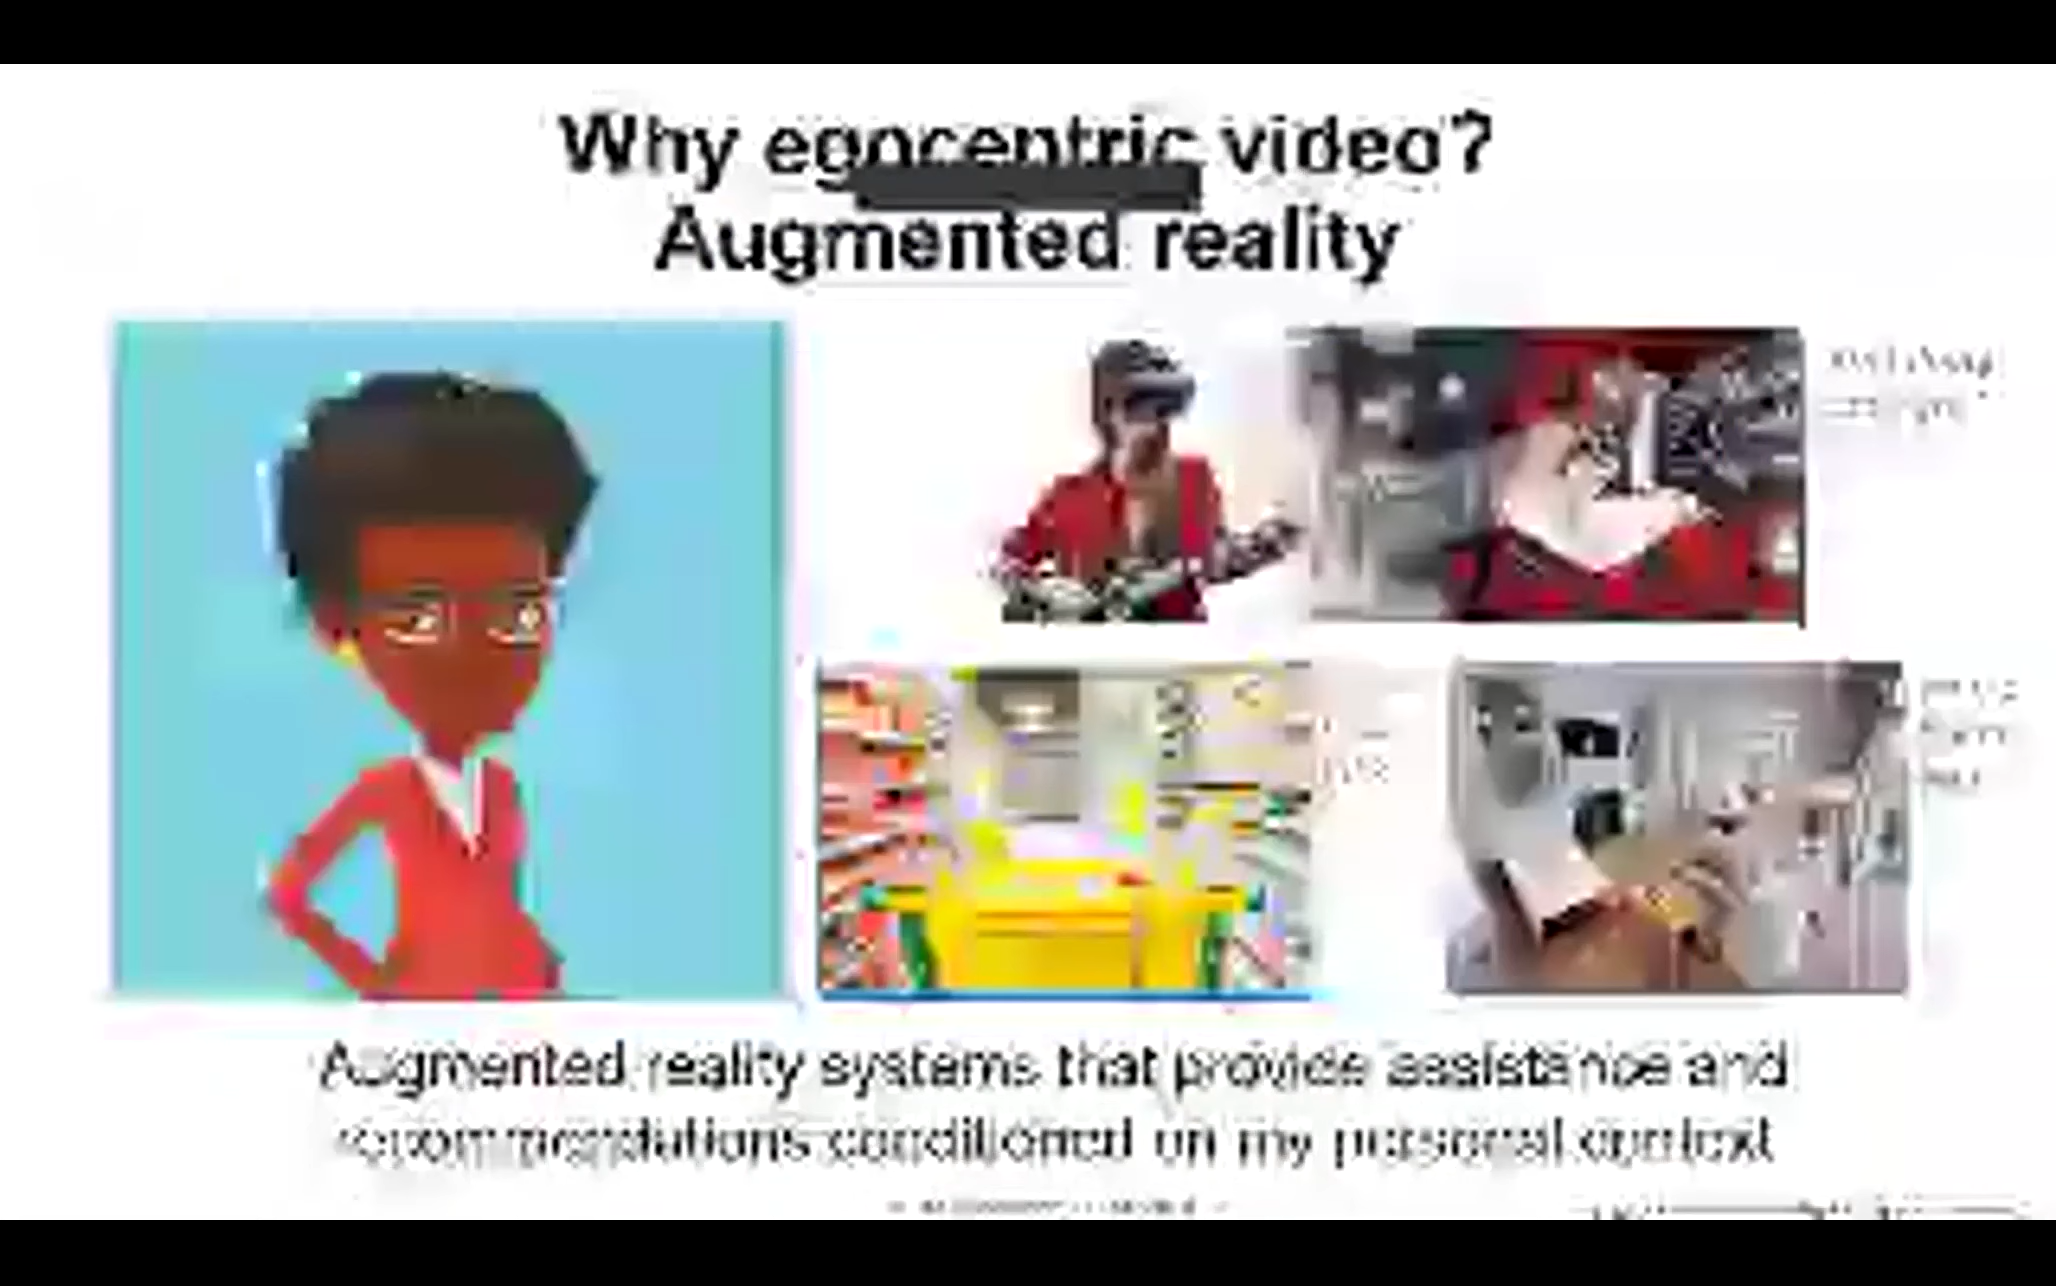 Why egocentric video?
Augmented reality
Augmented reality systems that provide assistance and
recommendations conditioned on my personal context